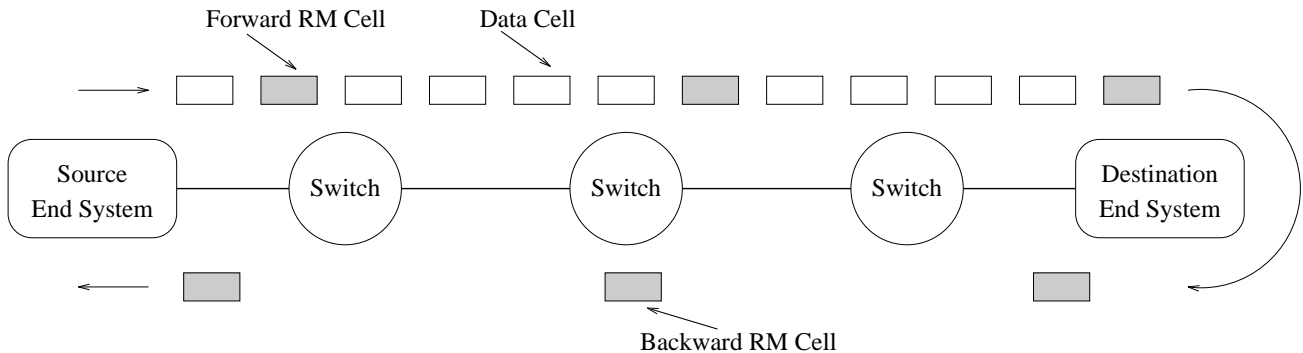 Forward RM Cell
Data Cell
Source
End System
Switch
Switch
Switch
Destination
End System
Backward RM Cell